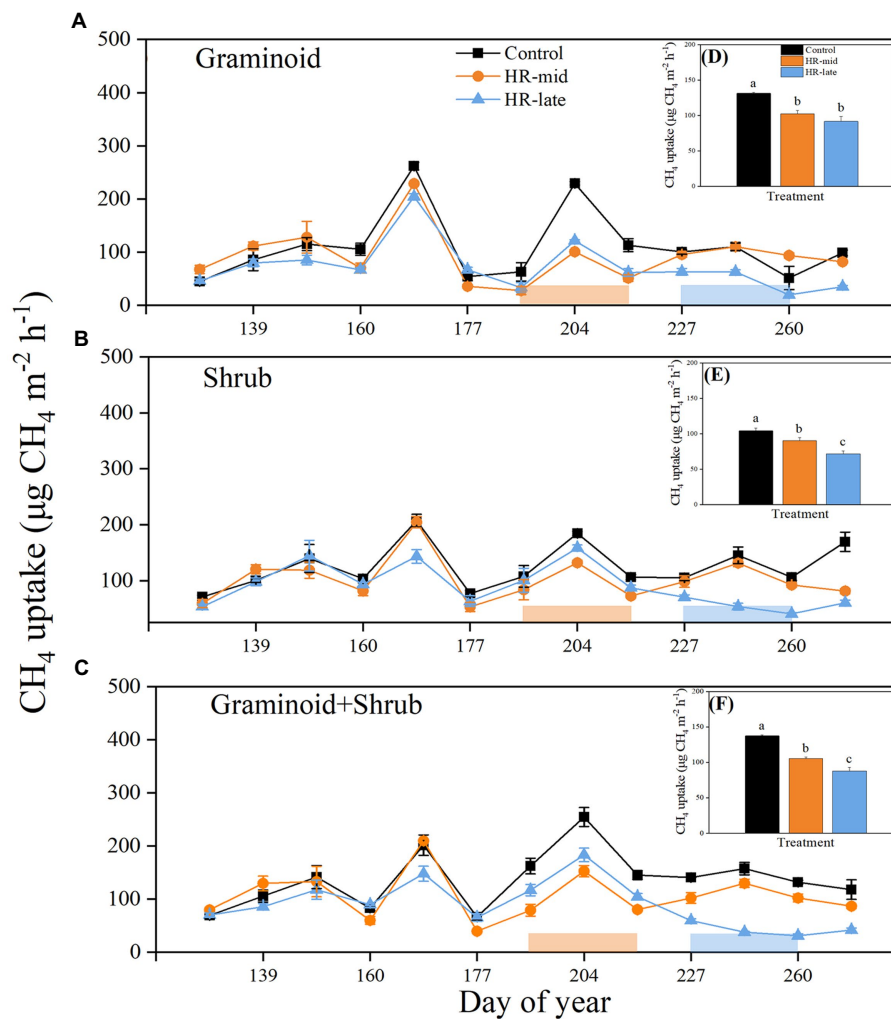 CH₄ uptake (µg CH₄ m⁻² h⁻¹)
A
Graminoid
Control
HR-mid
HR-late
500
400
300
200
100
0
139
160
177
204
227
260
(D)
Control
HR-mid
HR-late
CH₄ uptake (µg CH₄ m⁻² h⁻¹)
200
150
100
50
0
a
b
b
Treatment
B
Shrub
500
400
300
200
100
139
160
177
204
227
260
(E)
CH₄ uptake (µg CH₄ m⁻² h⁻¹)
200
150
100
50
0
a
b
c
Treatment
C
Graminoid+Shrub
500
400
300
200
100
0
139
160
177
204
227
260
(F)
CH₄ uptake (µg CH₄ m⁻² h⁻¹)
200
150
100
50
0
a
b
c
Treatment
Day of year